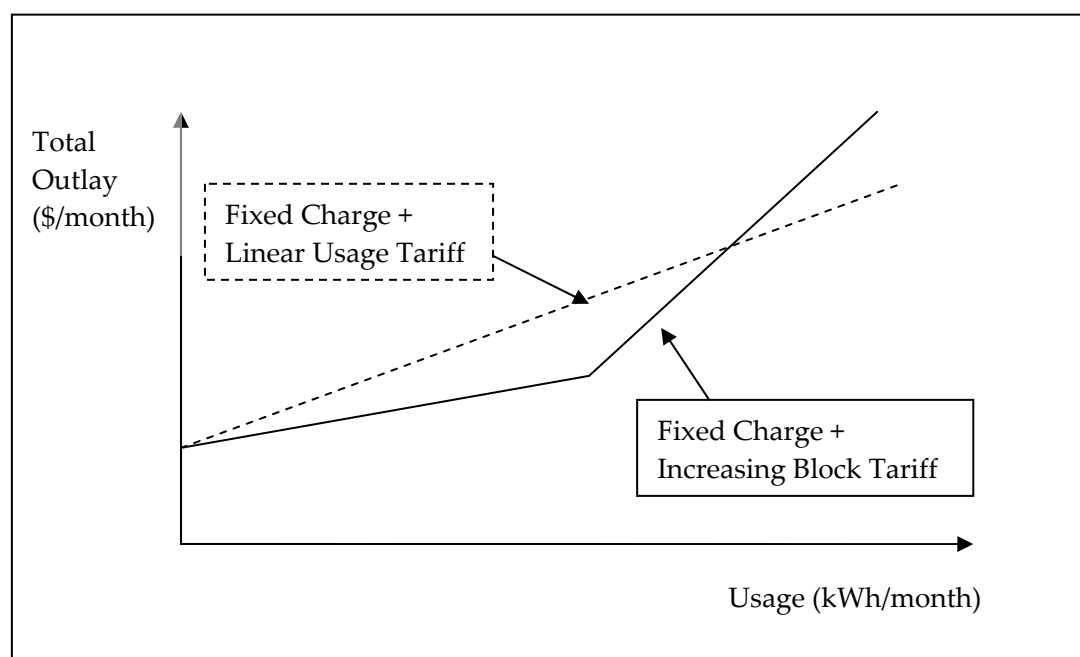 Total
Outlay
($/month)
Fixed Charge +
Linear Usage Tariff
Fixed Charge +
Increasing Block Tariff
Usage (kWh/month)